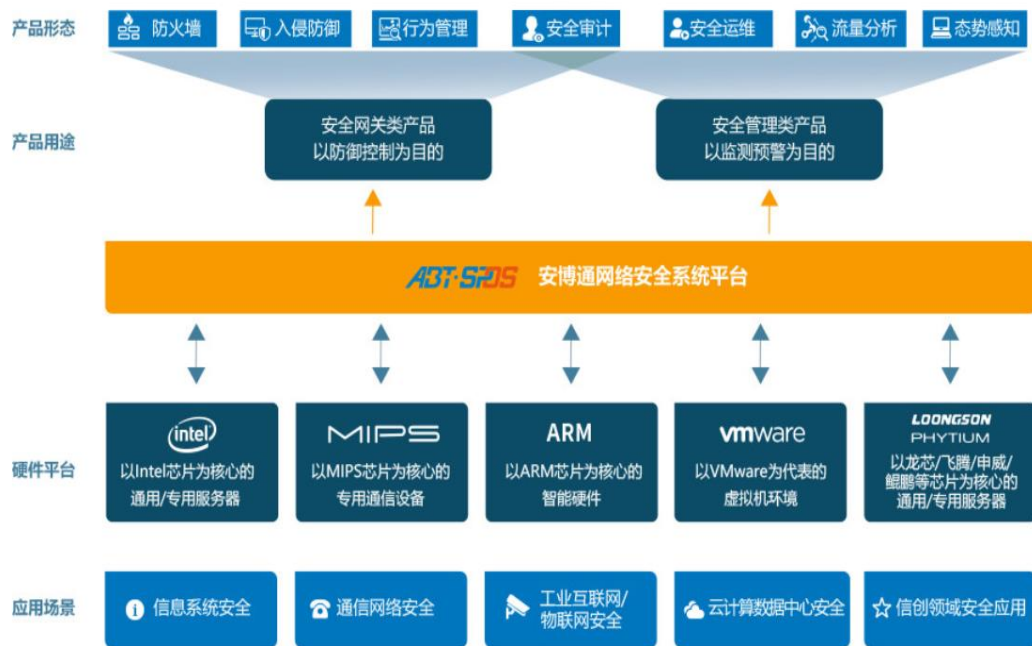 产品形态
防火墙
入侵防御
行为管理
安全审计
安全运维
流量分析
态势感知
产品用途
安全网关类产品
以防御控制为目的
安全管理类产品
以监测预警为目的
ABT·SPOS 安博通网络安全系统平台
硬件平台
intel
以Intel芯片为核心的
通用/专用服务器
MIPS
以MIPS芯片为核心的
专用通信设备
ARM
以ARM芯片为核心的
智能硬件
vmware
以VMware为代表的
虚拟机环境
LOONGSON
PHYTIUM
以龙芯/飞腾/申威/
鲲鹏等芯片为核心的
通用/专用服务器
应用场景
信息系统安全
通信网络安全
工业互联网/
物联网安全
云计算数据中心安全
信创领域安全应用